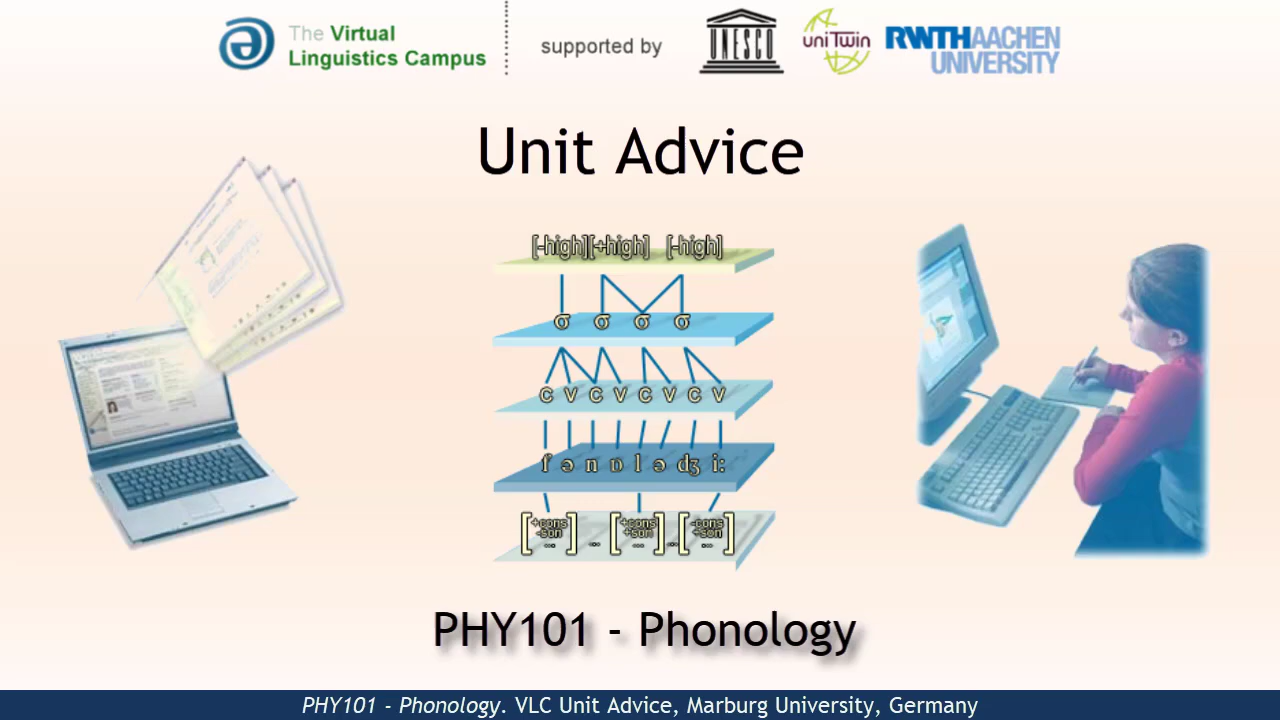 The Virtual
Linguistics Campus
supported by
UNESCO
uniTwin
RWTHAACHEN
UNIVERSITY
Unit Advice
[-high][+high] [-high]
σ σ σ σ
C V C V C V C V
f ə n ɒ l ə dʒ i:
[+cons -son ...] ... [+cons +son ...] ... [-cons +son ...]
PHY101 - Phonology
PHY101 - Phonology. VLC Unit Advice, Marburg University, Germany